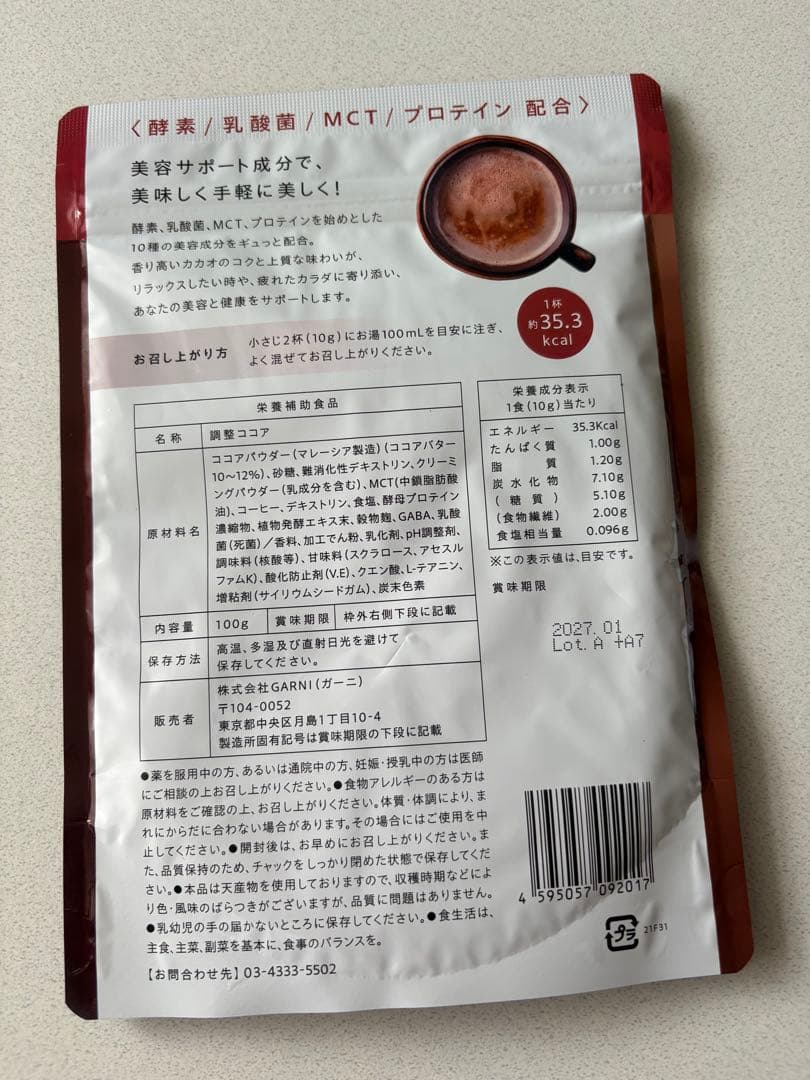 〈酵素/乳酸菌/MCT/プロテイン 配合〉
美容サポート成分で、
美味しく手軽に美しく!
酵素、乳酸菌、MCT、プロテインを始めとした
10種の美容成分をギュっと配合。
香り高いカカオのコクと上質な味わいが、
リラックスしたい時や、疲れたカラダに寄り添い、
あなたの美容と健康をサポートします。
1杯
約35.3
kcal
お召し上がり方
小さじ2杯(10g)にお湯100mLを目安に注ぎ、
よく混ぜてお召し上がりください。
栄養補助食品
名称 調整ココア
原材料名
ココアパウダー(マレーシア製造)(ココアバター
10〜12%)、砂糖、難消化性デキストリン、クリーミ
ングパウダー(乳成分を含む)、MCT(中鎖脂肪酸
油)、コーヒー、デキストリン、食塩、酵母プロテイン
濃縮物、植物発酵エキス末、穀物麹、GABA、乳酸
菌(死菌)/香料、加工でん粉、乳化剤、pH調整剤、
調味料(核酸等)、甘味料(スクラロース、アセスル
ファムK)、酸化防止剤(V.E)、クエン酸、L-テアニン、
増粘剤(サイリウムシードガム)、炭末色素
内容量 100g 賞味期限 枠外右側下段に記載
保存方法
高温、多湿及び直射日光を避けて
保存してください。
販売者
株式会社GARNI(ガーニ)
〒104-0052
東京都中央区月島1丁目10-4
製造所固有記号は賞味期限の下段に記載
栄養成分表示
1食(10g)当たり
エネルギー 35.3Kcal
たんぱく質 1.00g
脂質 1.20g
炭水化物 7.10g
(糖質) 5.10g
(食物繊維) 2.00g
食塩相当量 0.096g
※この表示値は、目安です。
賞味期限
2027.01
Lot.A +A7
●薬を服用中の方、あるいは通院中の方、妊娠・授乳中の方は医師
にご相談の上お召し上がりください。●食物アレルギーのある方は
原材料をご確認の上、お召し上がりください。体質・体調により、ま
れにからだに合わない場合があります。その場合にはご使用を中
止してください。●開封後は、お早めにお召し上がりください。ま
た、品質保持のため、チャックをしっかり閉めた状態で保存してくだ
さい。●本品は天産物を使用しておりますので、収穫時期などによ
り色・風味のばらつきがございますが、品質に問題はありません。
●乳幼児の手の届かないところに保存してください。●食生活は、
主食、主菜、副菜を基本に、食事のバランスを。
【お問合わせ先】03-4333-5502
4 595057 092017
プラ
21F31